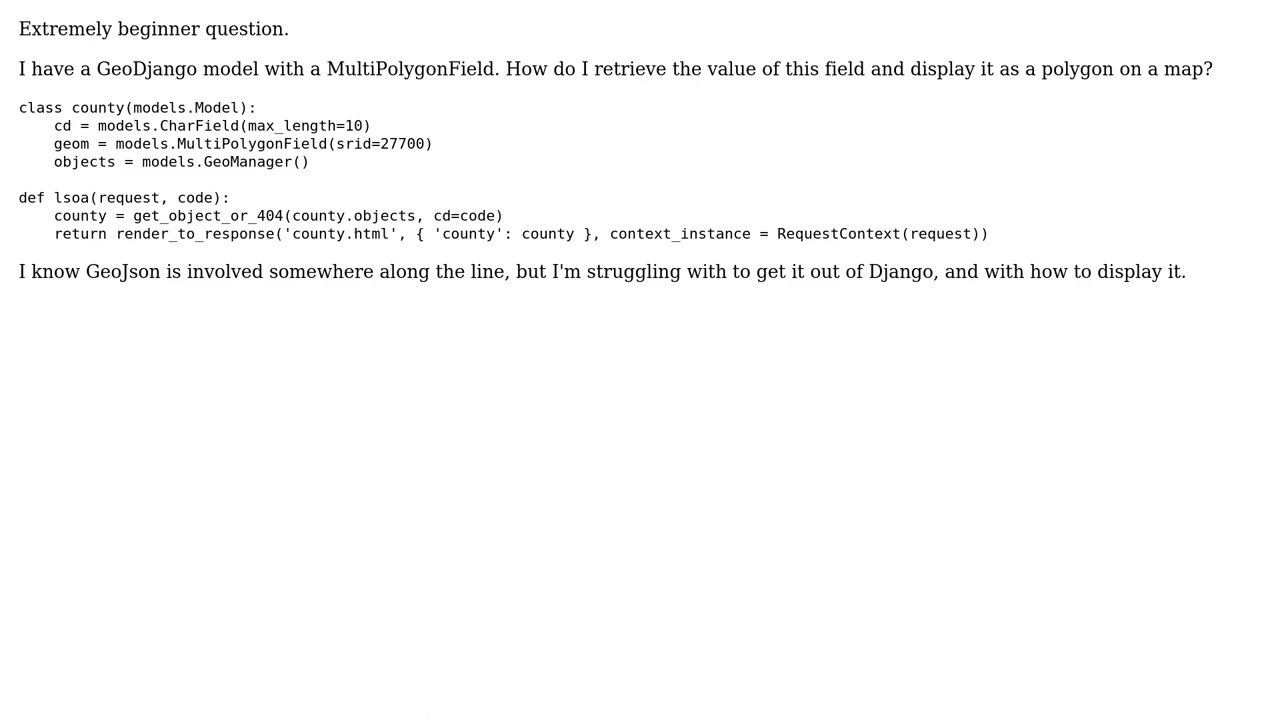 Extremely beginner question.
I have a GeoDjango model with a MultiPolygonField. How do I retrieve the value of this field and display it as a polygon on a map?
class county(models.Model):
    cd = models.CharField(max_length=10)
    geom = models.MultiPolygonField(srid=27700)
    objects = models.GeoManager()
def lsoa(request, code):
    county = get_object_or_404(county.objects, cd=code)
    return render_to_response('county.html', { 'county': county }, context_instance = RequestContext(request))
I know GeoJson is involved somewhere along the line, but I'm struggling with to get it out of Django, and with how to display it.